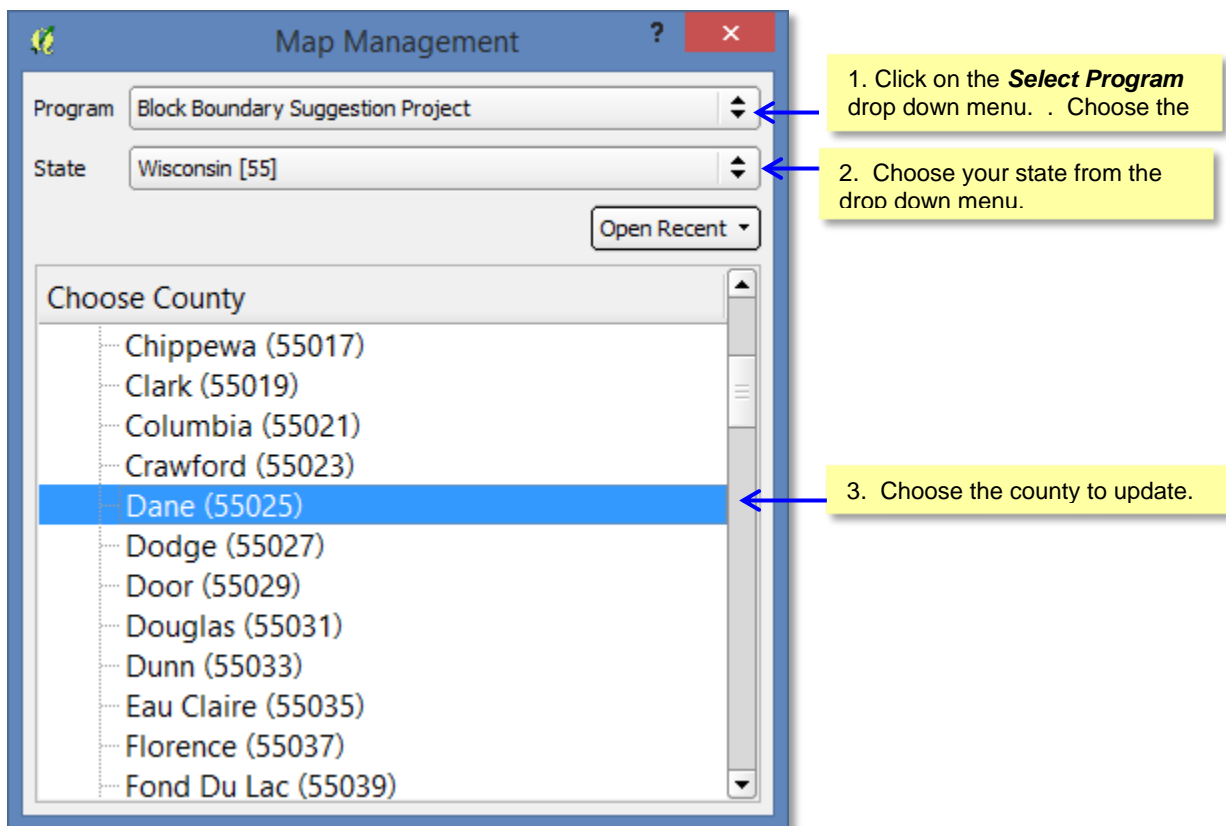 Map Management
?
×
Program Block Boundary Suggestion Project
State Wisconsin [55]
Open Recent
Choose County
Chippewa (55017)
Clark (55019)
Columbia (55021)
Crawford (55023)
Dane (55025)
Dodge (55027)
Door (55029)
Douglas (55031)
Dunn (55033)
Eau Claire (55035)
Florence (55037)
Fond Du Lac (55039)
1. Click on the Select Program
drop down menu. . Choose the
2. Choose your state from the
drop down menu.
3. Choose the county to update.